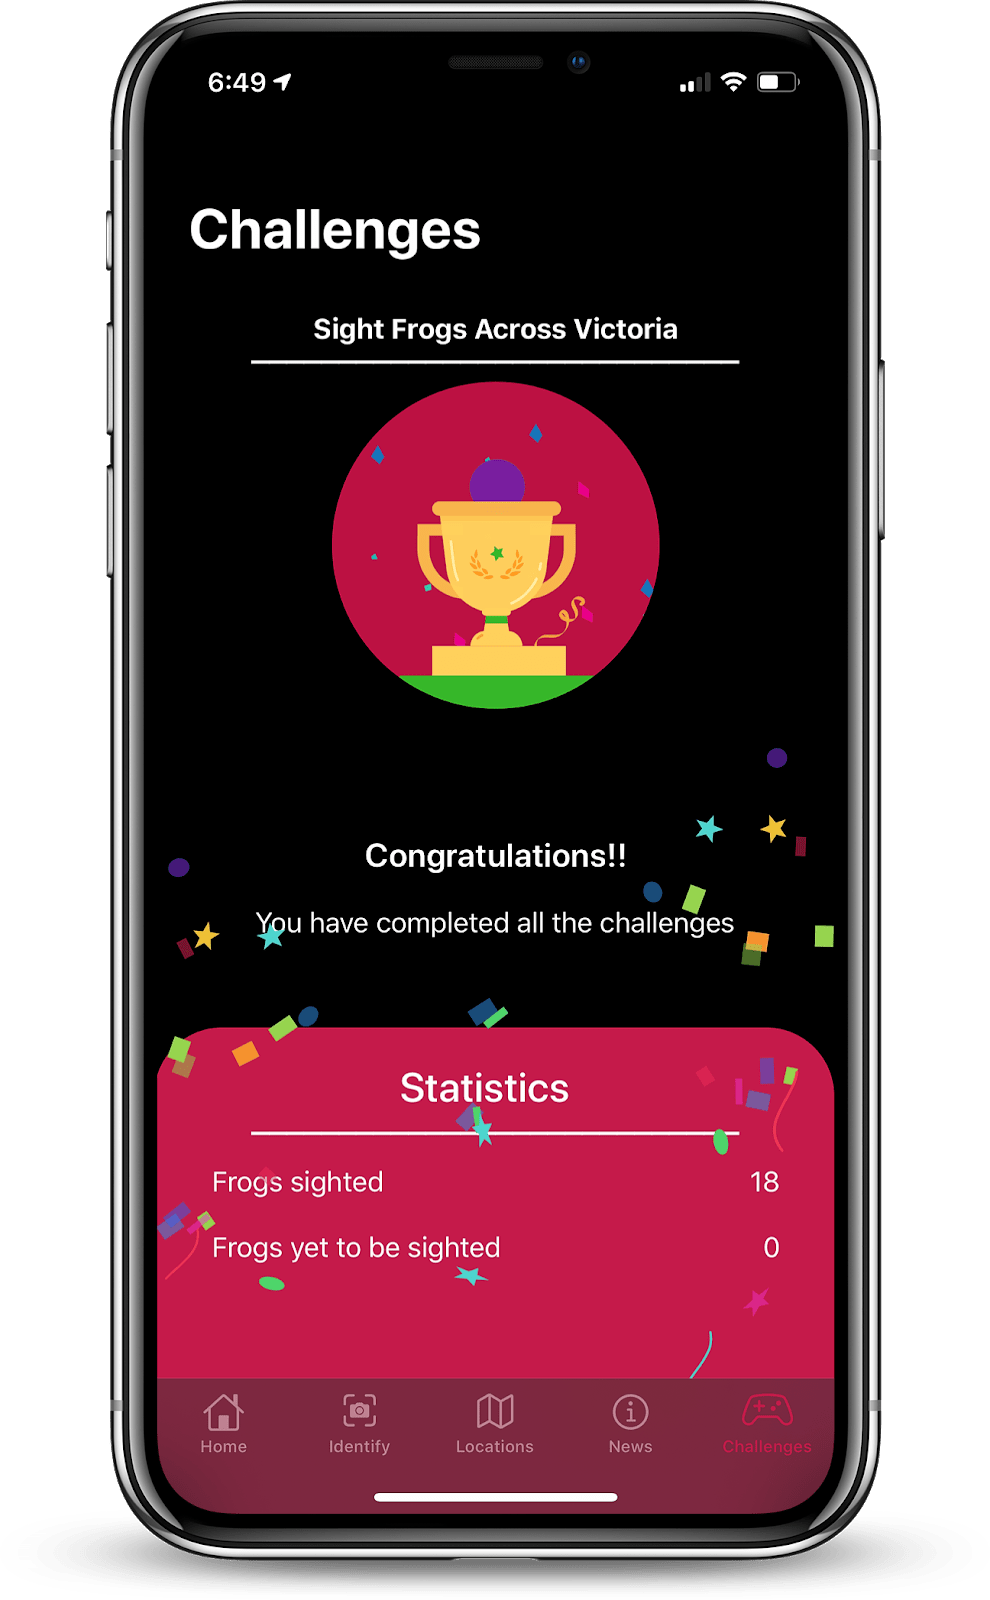 6:49
Challenges
Sight Frogs Across Victoria
Congratulations!!
You have completed all the challenges
Statistics
Frogs sighted 18
Frogs yet to be sighted 0
Home Identify Locations News Challenges